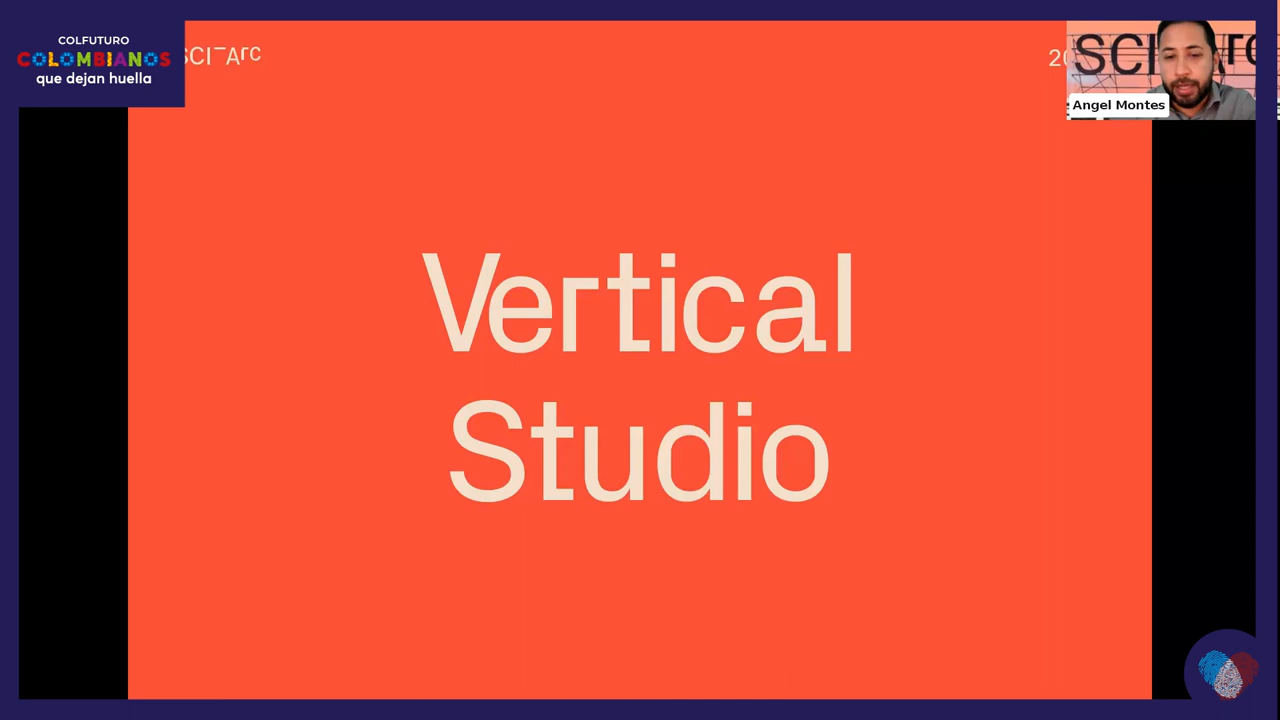 COLFUTURO
COLOMBIANOS
que dejan huella
SCI-Arc
Angel Montes
Vertical
Studio